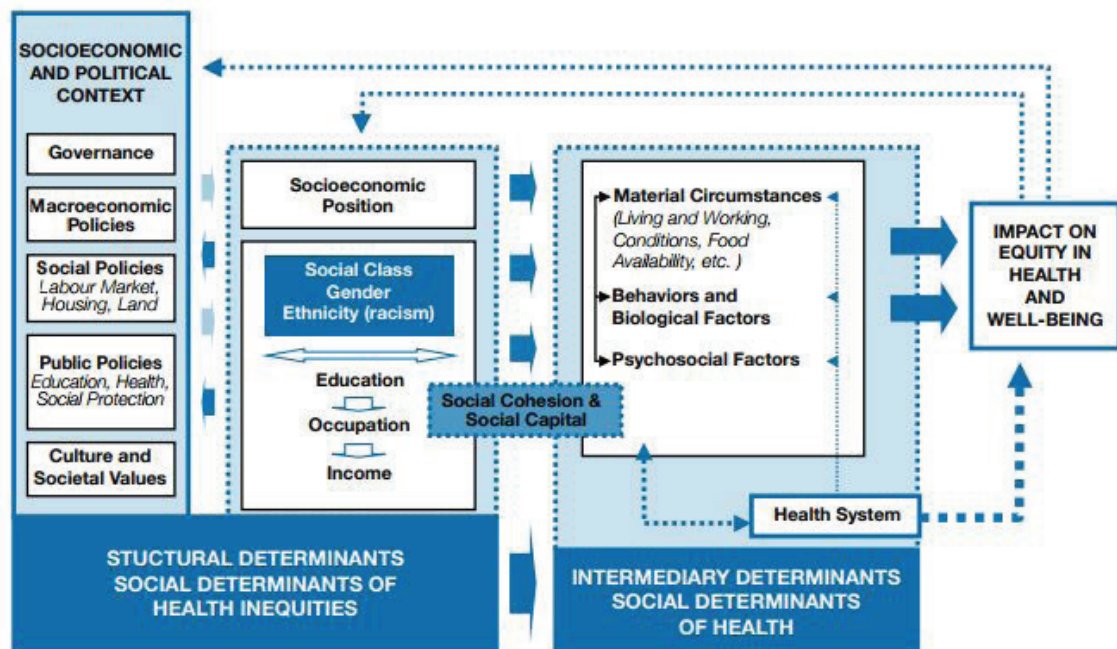 SOCIOECONOMIC
AND POLITICAL
CONTEXT
Governance
Macroeconomic
Policies
Social Policies
Labour Market,
Housing, Land
Public Policies
Education, Health,
Social Protection
Culture and
Societal Values
Socioeconomic
Position
Social Class
Gender
Ethnicity (racism)
Education
Occupation
Income
Social Cohesion &
Social Capital
Material Circumstances
(Living and Working,
Conditions, Food
Availability, etc. )
Behaviors and
Biological Factors
Psychosocial Factors
Health System
IMPACT ON
EQUITY IN
HEALTH
AND
WELL-BEING
STUCTURAL DETERMINANTS
SOCIAL DETERMINANTS OF
HEALTH INEQUITIES
INTERMEDIARY DETERMINANTS
SOCIAL DETERMINANTS
OF HEALTH